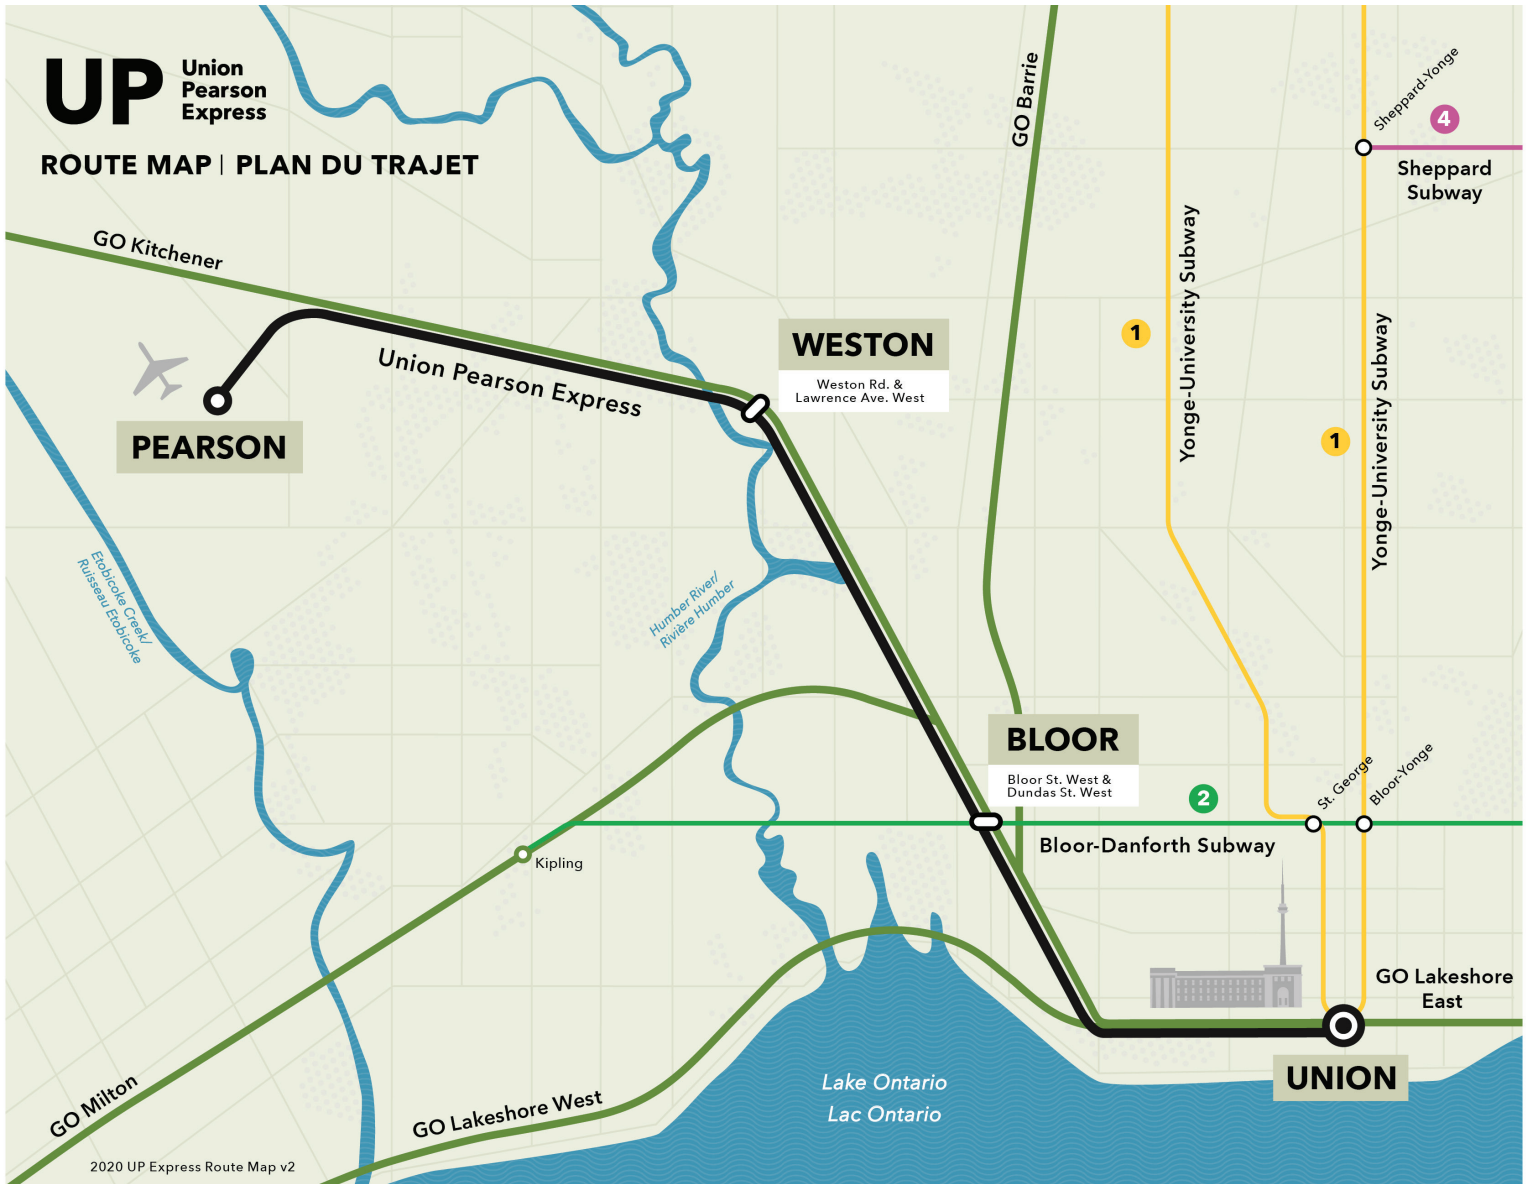 UP
Union
Pearson
Express
ROUTE MAP | PLAN DU TRAJET
GO Kitchener
Union Pearson Express
PEARSON
WESTON
Weston Rd. &
Lawrence Ave. West
GO Barrie
1
Yonge-University Subway
1
Yonge-University Subway
Sheppard-Yonge
4
Sheppard
Subway
Etobicoke Creek/
Ruisseau Etobicoke
Humber River/
Rivière Humber
BLOOR
Bloor St. West &
Dundas St. West
2
St. George
Bloor-Yonge
Bloor-Danforth Subway
Kipling
GO Lakeshore
East
UNION
Lake Ontario
Lac Ontario
GO Milton
GO Lakeshore West
2020 UP Express Route Map v2